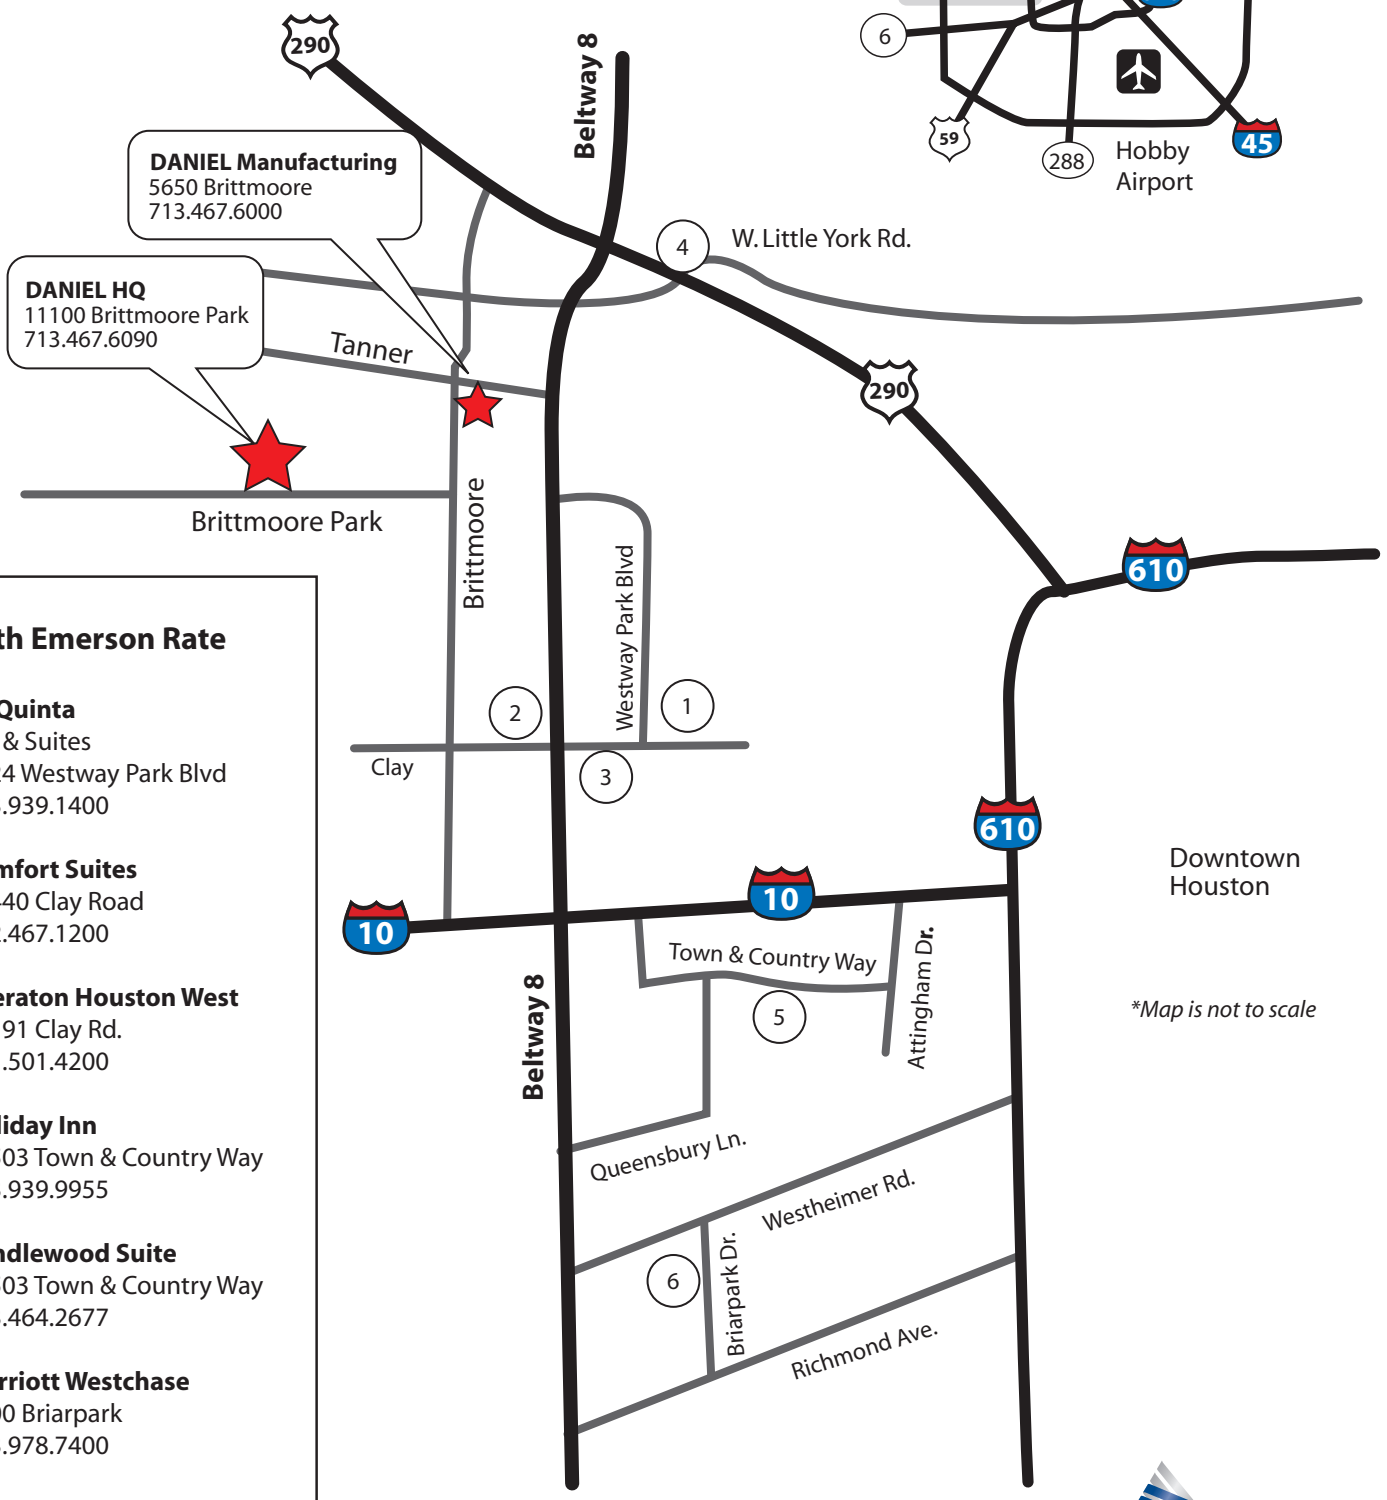 290
Beltway 8
6
59
288
Hobby
Airport
45
DANIEL Manufacturing
5650 Brittmoore
713.467.6000
4
W. Little York Rd.
DANIEL HQ
11100 Brittmoore Park
713.467.6090
Tanner
290
Brittmoore Park
Brittmoore
Westway Park Blvd
610
2
1
Clay
3
610
Downtown
Houston
10
10
Town & Country Way
Attingham Dr.
5
Beltway 8
*Map is not to scale
Queensbury Ln.
Westheimer Rd.
6
Briarpark Dr.
Richmond Ave.
th Emerson Rate
Quinta
& Suites
4 Westway Park Blvd
.939.1400
mfort Suites
40 Clay Road
.467.1200
eraton Houston West
91 Clay Rd.
.501.4200
liday Inn
03 Town & Country Way
.939.9955
ndlewood Suite
03 Town & Country Way
.464.2677
rriott Westchase
00 Briarpark
.978.7400